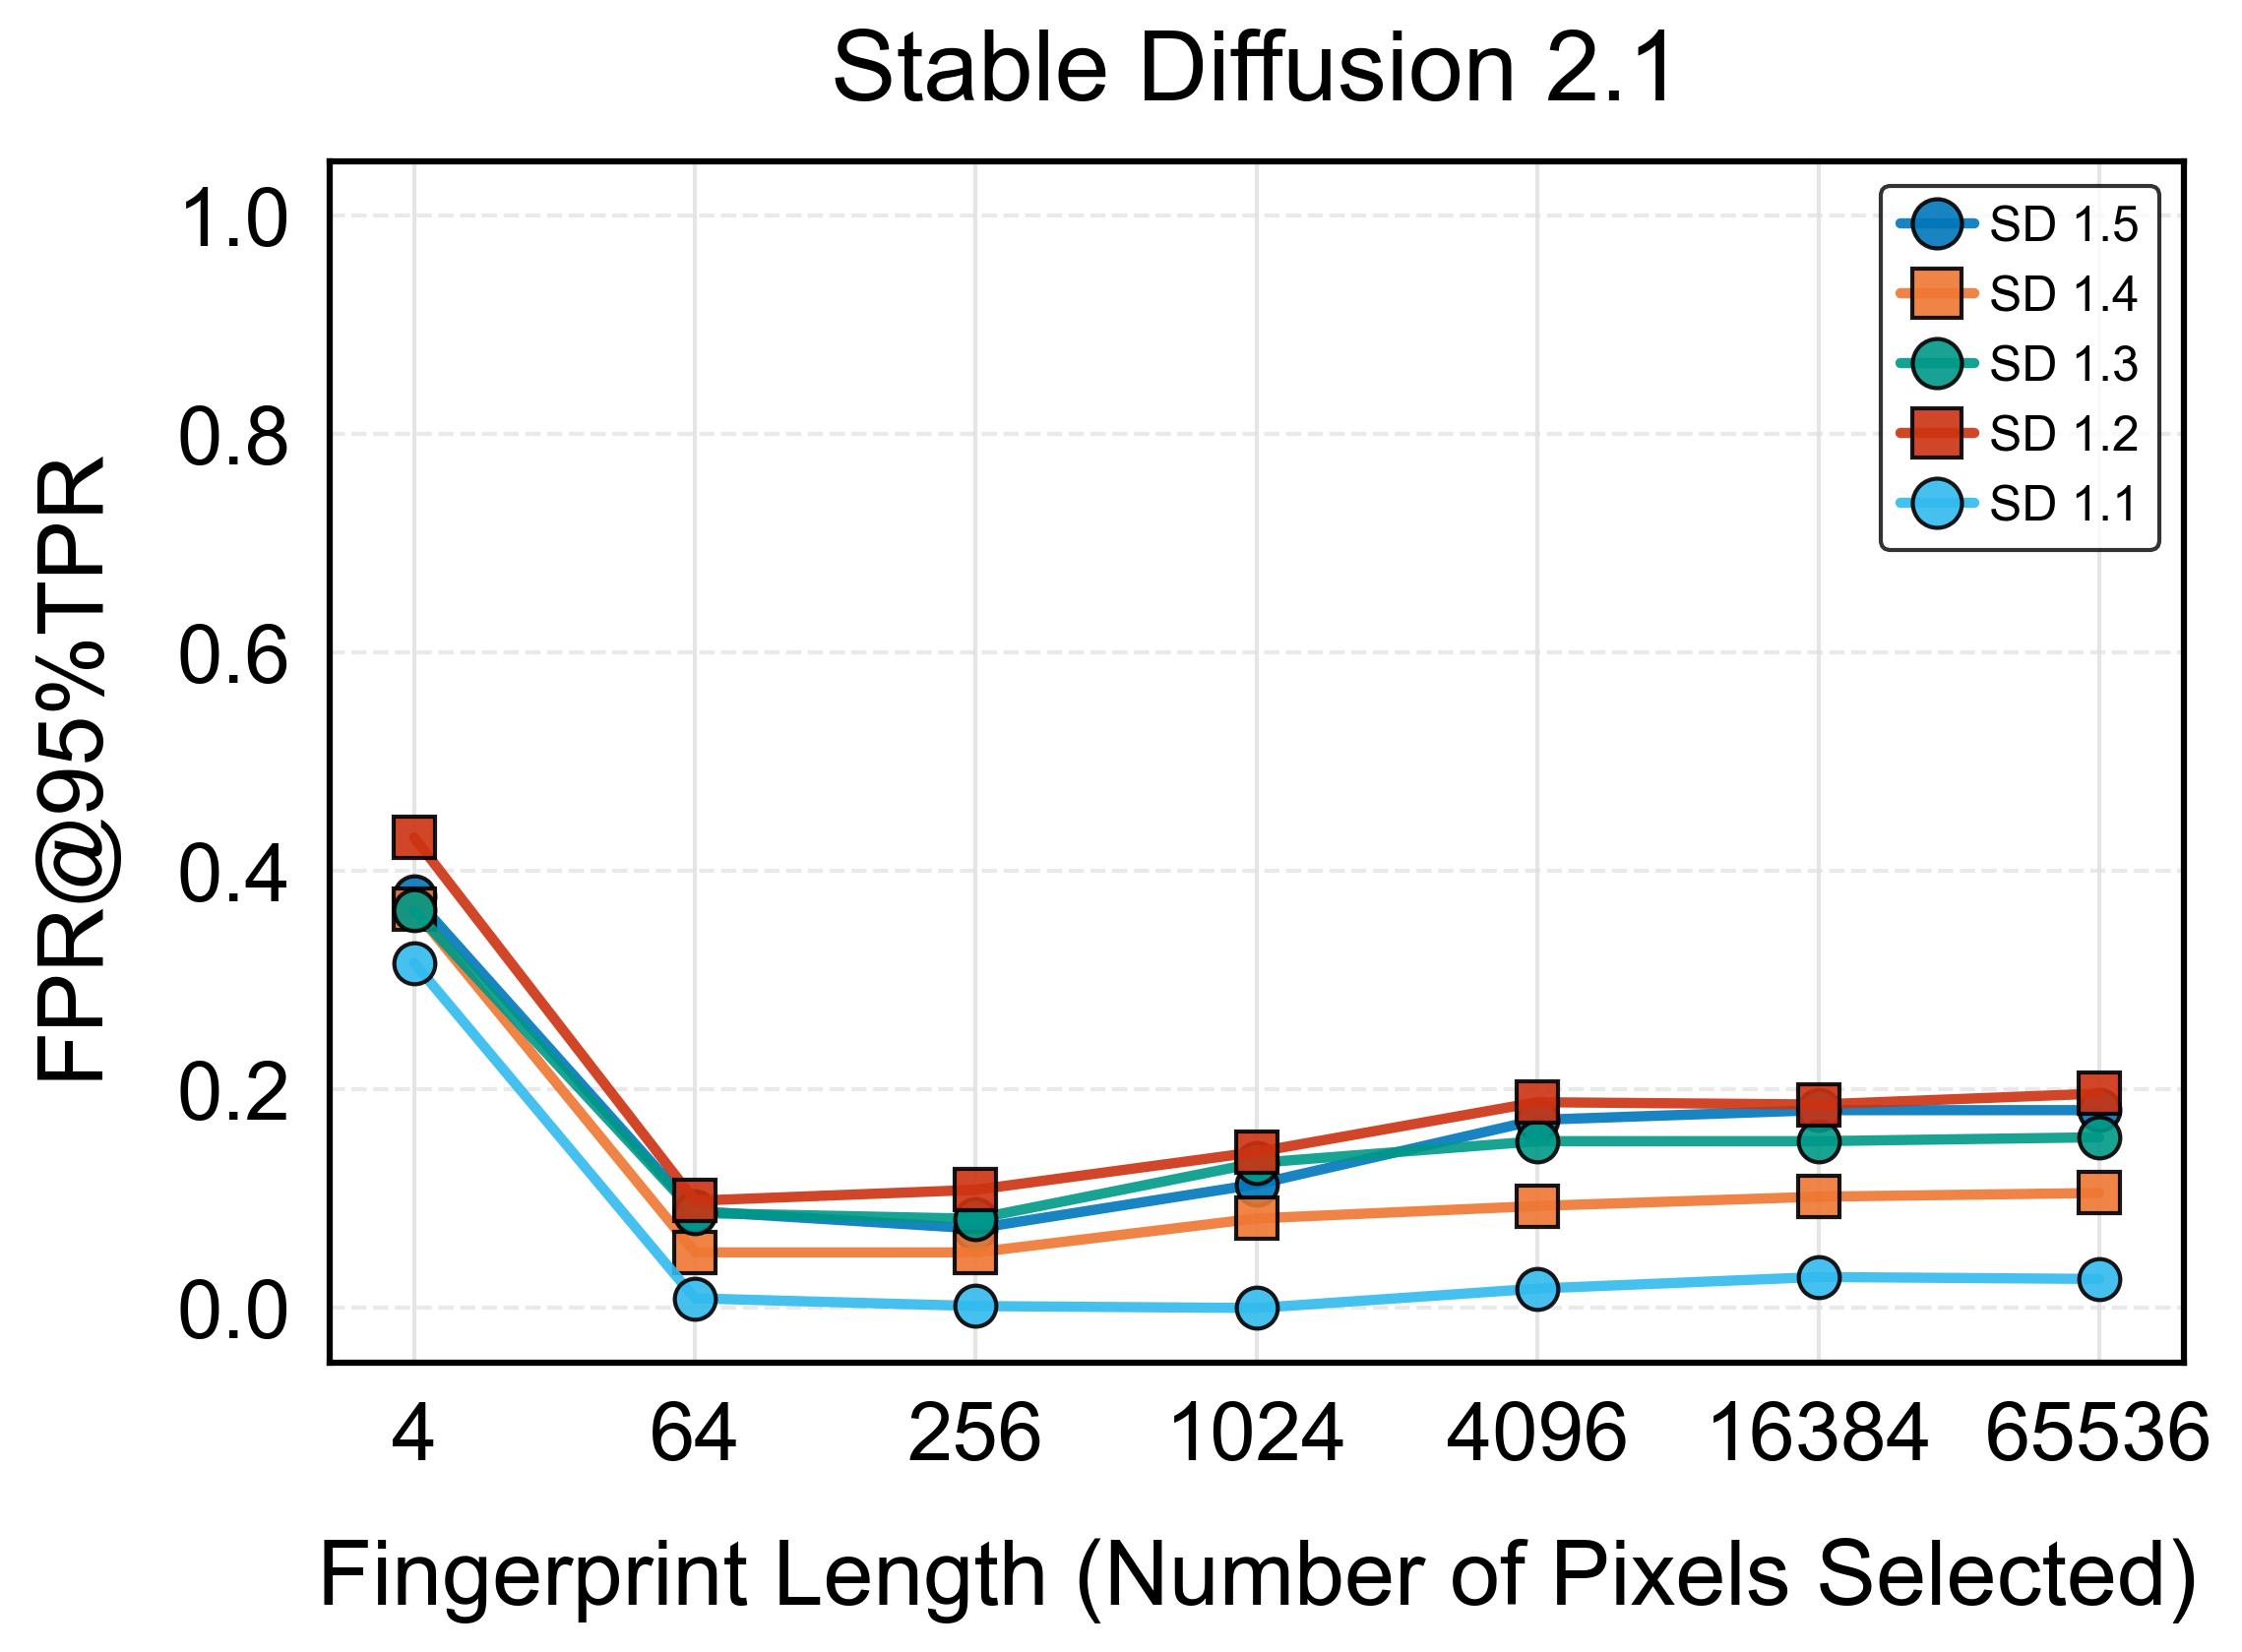 Stable Diffusion 2.1
FPR@95%TPR
1.0
0.8
0.6
0.4
0.2
0.0
SD 1.5
SD 1.4
SD 1.3
SD 1.2
SD 1.1
4 64 256 1024 4096 16384 65536
Fingerprint Length (Number of Pixels Selected)